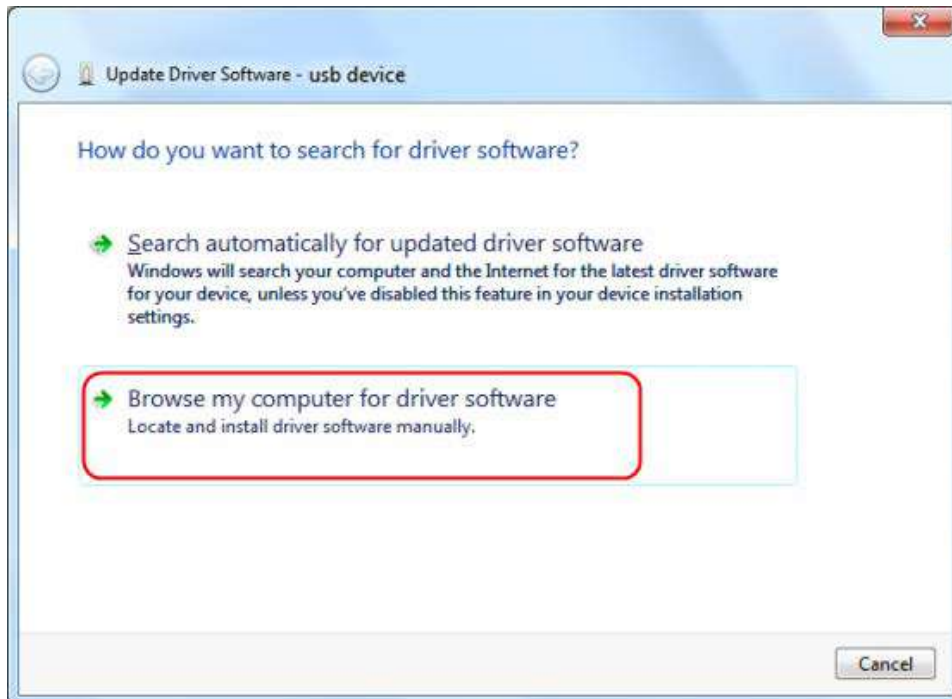 Update Driver Software - usb device
How do you want to search for driver software?
Search automatically for updated driver software
Windows will search your computer and the Internet for the latest driver software
for your device, unless you've disabled this feature in your device installation
settings.
Browse my computer for driver software
Locate and install driver software manually.
Cancel